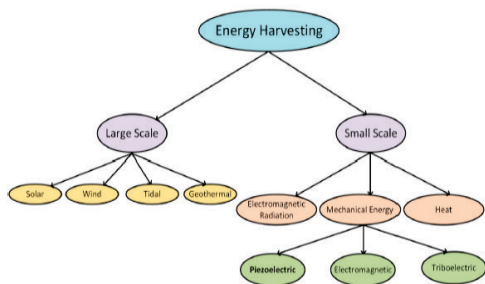 Energy Harvesting
Large Scale
Small Scale
Solar
Wind
Tidal
Geothermal
Electromagnetic
Radiation
Mechanical Energy
Heat
Piezoelectric
Electromagnetic
Triboelectric